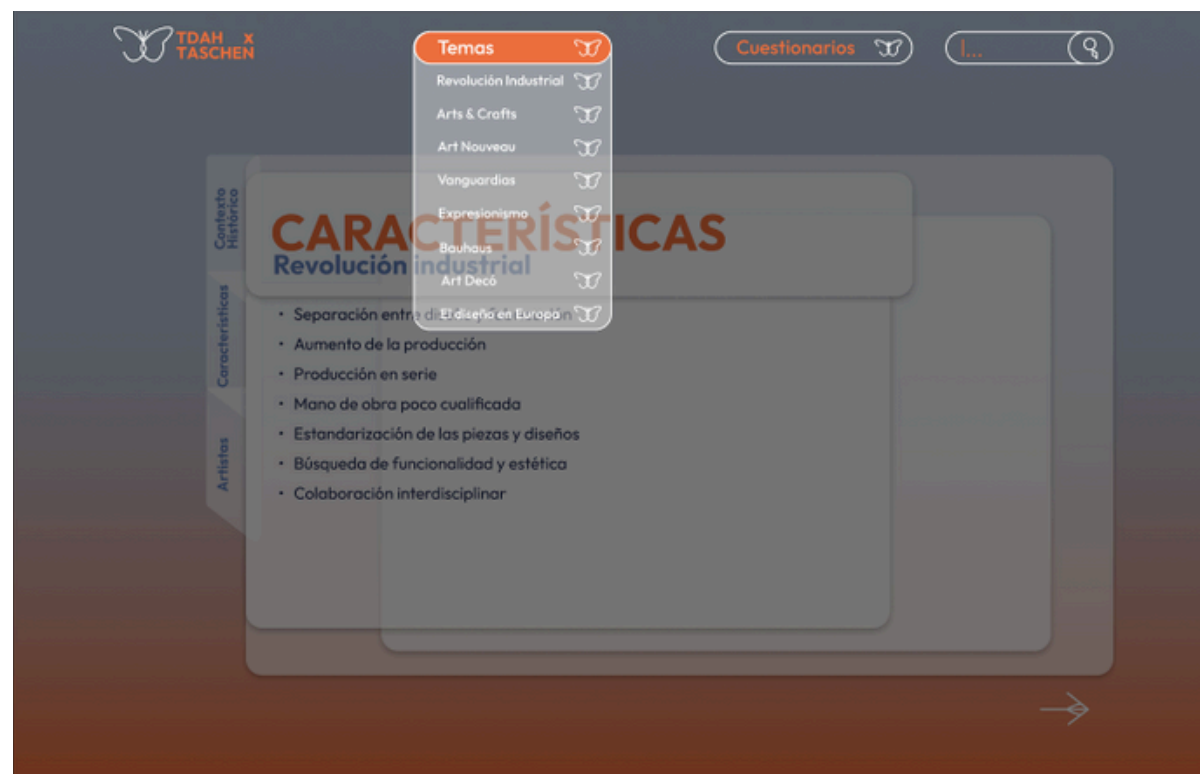 TDAH x
TASCHEN
Temas
Cuestionarios
|...
Revolución Industrial
Arts & Crafts
Art Nouveau
Vanguardias
Expresionismo
Bauhaus
Art Decó
El diseño en Europa
Contexto
Histórico
Características
Artistas
CARACTERÍSTICAS
Revolución industrial
• Separación entre
• Aumento de la producción
• Producción en serie
• Mano de obra poco cualificada
• Estandarización de las piezas y diseños
• Búsqueda de funcionalidad y estética
• Colaboración interdisciplinar